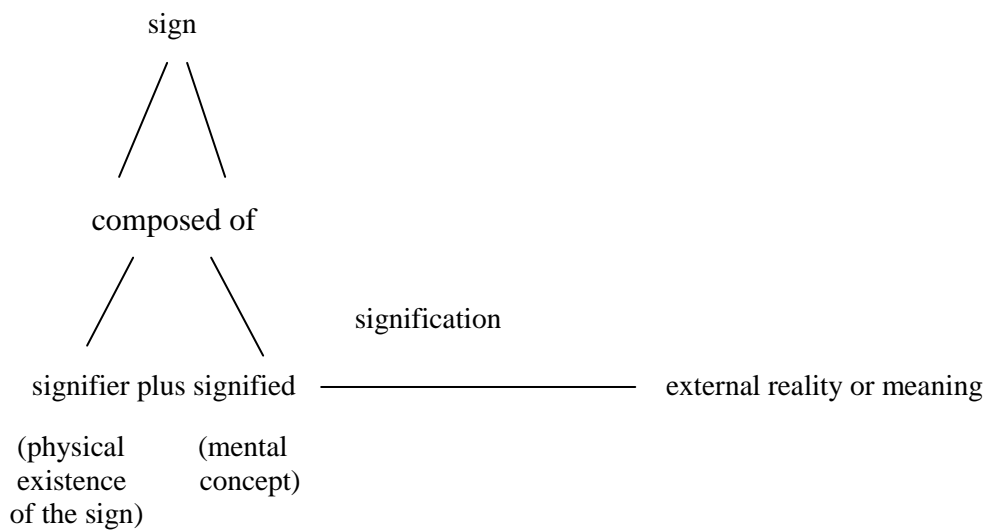 sign
composed of
signification
signifier plus signified external reality or meaning
(physical (mental
existence concept)
of the sign)